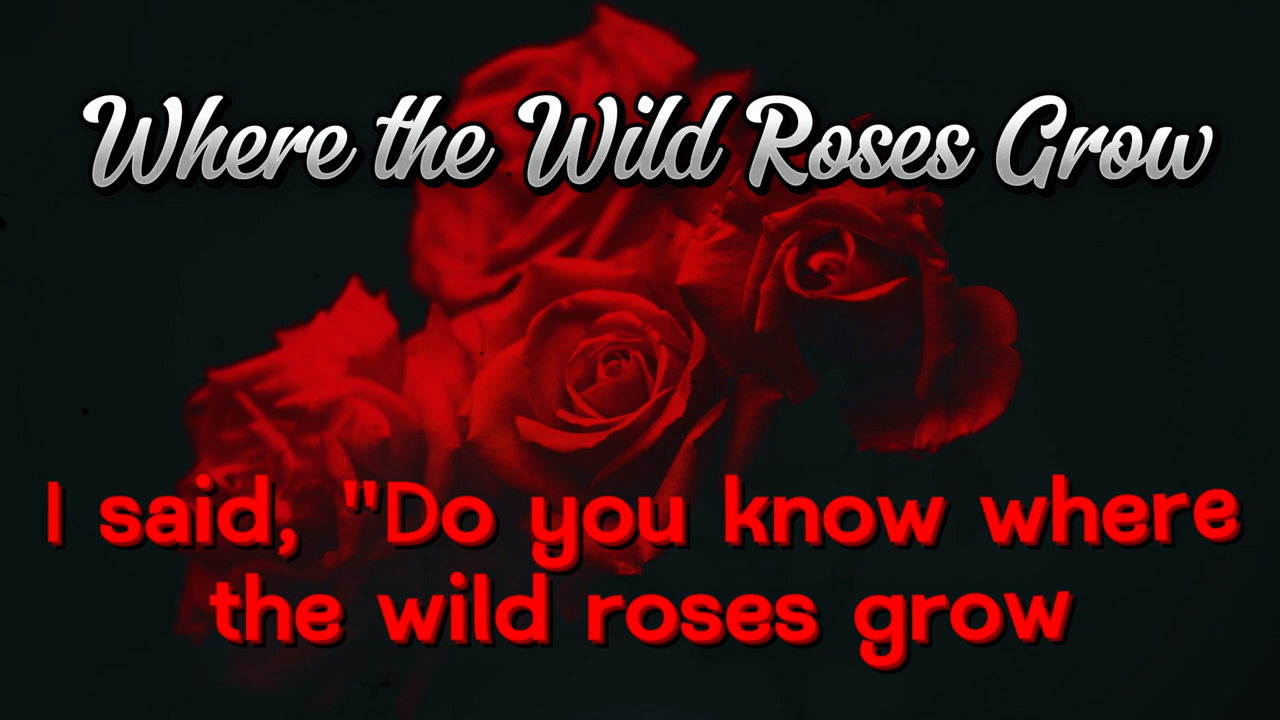 Where the Wild Roses Grow
I said, "Do you know where
the wild roses grow